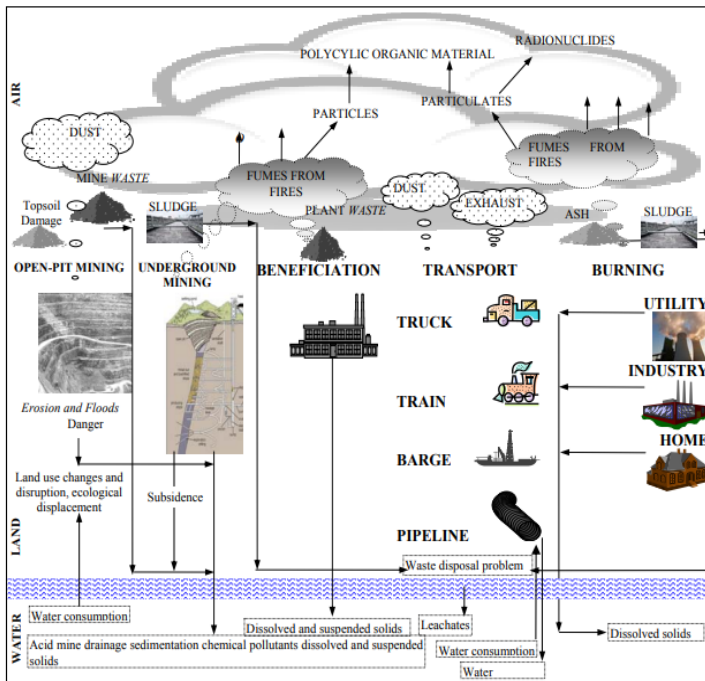 RADIONUCLIDES
POLYCYLIC ORGANIC MATERIAL
AIR
PARTICLES
PARTICULATES
DUST
FUMES FROM
FIRES
FUMES FROM
FIRES
MINE WASTE
DUST
EXHAUST
Topsoil
Damage
SLUDGE
PLANT WASTE
ASH
SLUDGE
OPEN-PIT MINING
UNDERGROUND
MINING
BENEFICIATION
TRANSPORT
BURNING
UTILITY
TRUCK
INDUSTRY
TRAIN
Erosion and Floods
Danger
HOME
BARGE
Land use changes and
disruption, ecological
displacement
Subsidence
LAND
PIPELINE
Waste disposal problem
Water consumption
Dissolved and suspended solids
Leachates
Dissolved solids
WATER
Acid mine drainage sedimentation chemical pollutants dissolved and suspended
solids
Water consumption
Water